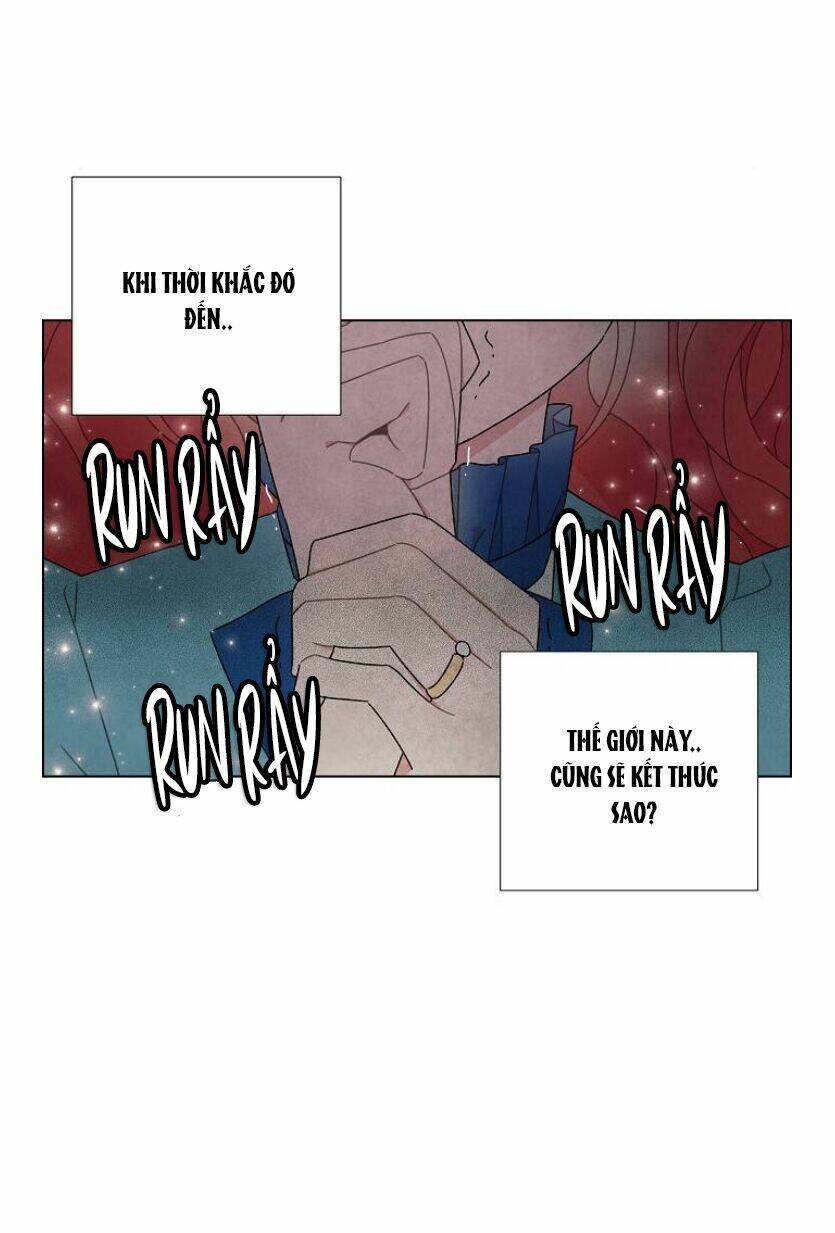 KHI THỜI KHẮC ĐÓ
ĐẾN..
RUN RẨY
RUN RẨY
RUN RẨY
THẾ GIỚI NÀY..
CŨNG SẼ KẾT THÚC
SAO?